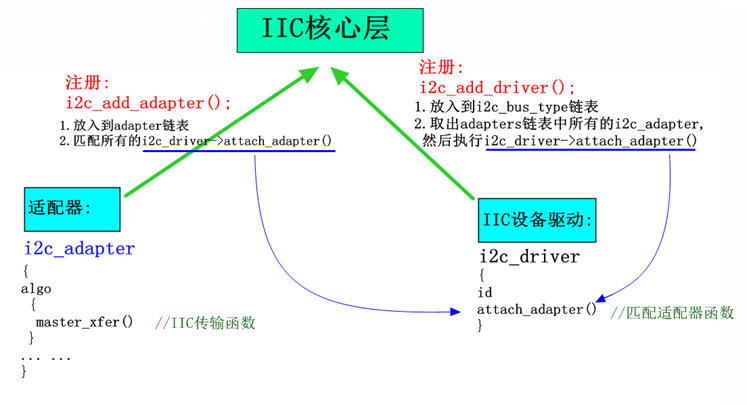 IIC核心层
注册:
i2c_add_adapter();
1.放入到adapter链表
2.匹配所有的i2c_driver->attach_adapter()
注册:
i2c_add_driver();
1.放入到i2c_bus_type链表
2.取出adapters链表中所有的i2c_adapter,
然后执行i2c_driver->attach_adapter()
适配器:
i2c_adapter
{
algo
{
master_xfer() //IIC传输函数
}
... ...
}
IIC设备驱动:
i2c_driver
{
id
attach_adapter() //匹配适配器函数
}